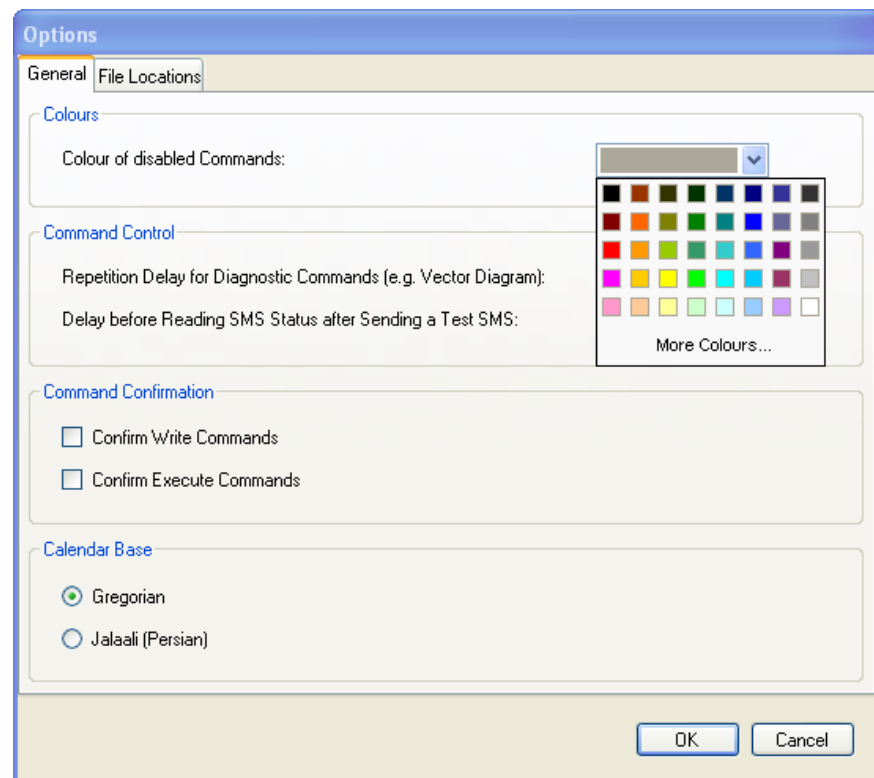 Options
General File Locations
Colours
Colour of disabled Commands:
Command Control
Repetition Delay for Diagnostic Commands (e.g. Vector Diagram):
Delay before Reading SMS Status after Sending a Test SMS:
More Colours...
Command Confirmation
Confirm Write Commands
Confirm Execute Commands
Calendar Base
Gregorian
Jalaali (Persian)
OK Cancel